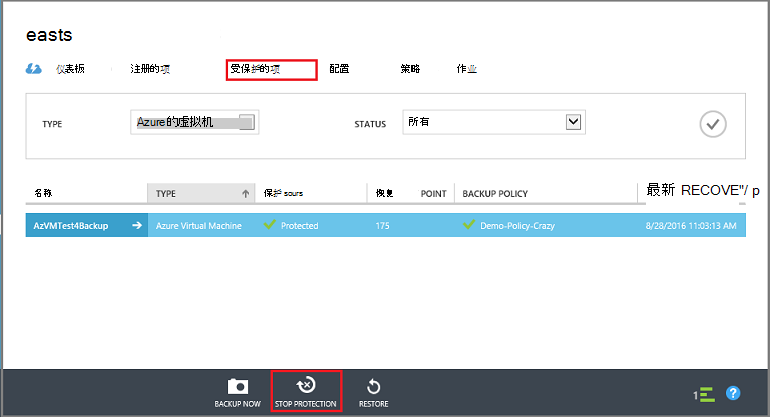 easts
仪表板 注册的项 受保护的项 配置 策略 作业
TYPE Azure的虚拟机 STATUS 所有
名称 TYPE 保护 sours 恢复 POINT BACKUP POLICY 最新 RECOVE"/ p
AzVMTest4Backup Azure Virtual Machine Protected 175 Demo-Policy-Crazy 8/28/2016 11:03:13 AM
BACKUP NOW STOP PROTECTION RESTORE 1 ?